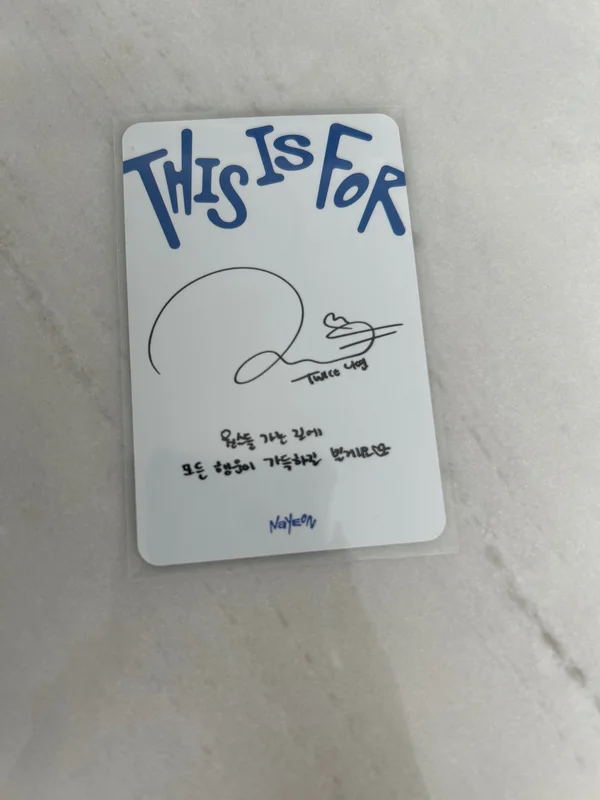 THIS IS FOR
Twice 나연
원스들 가는 길에
모든 행운이 가득하길 빌게요
NAYEON